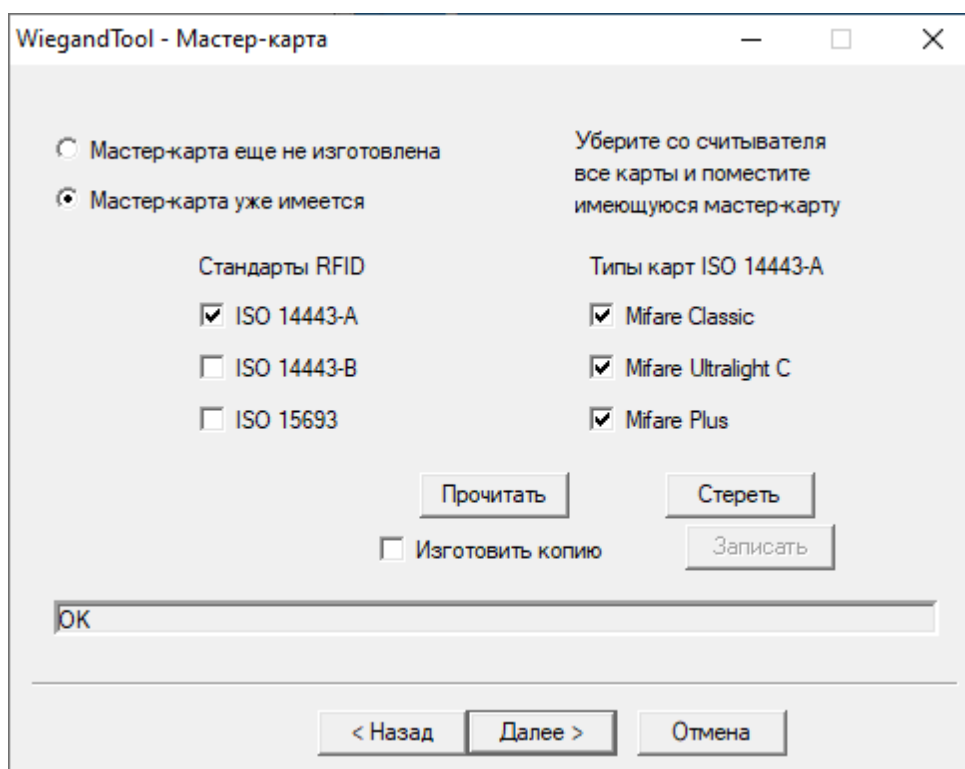 WiegandTool - Мастер-карта
Мастер-карта еще не изготовлена
Мастер-карта уже имеется
Уберите со считывателя
все карты и поместите
имеющуюся мастер-карту
Стандарты RFID
ISO 14443-A
ISO 14443-B
ISO 15693
Типы карт ISO 14443-A
Mifare Classic
Mifare Ultralight C
Mifare Plus
Прочитать
Стереть
Изготовить копию
Записать
OK
< Назад
Далее >
Отмена